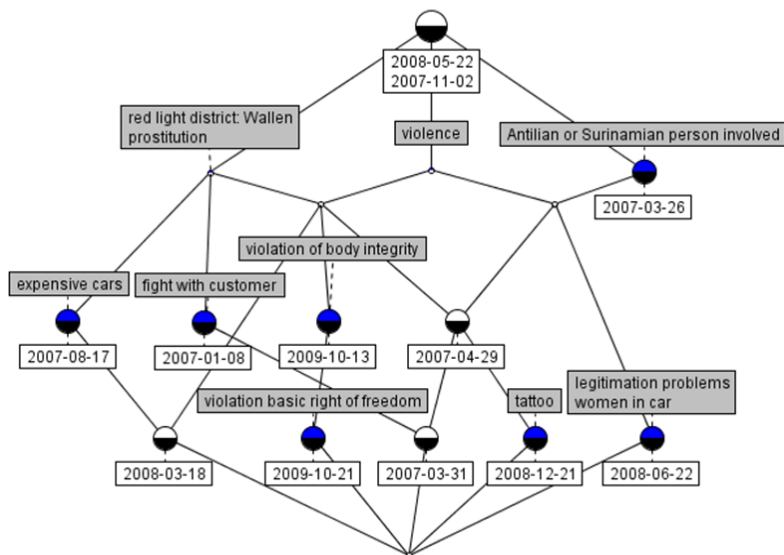 2008-05-22
2007-11-02
red light district: Wallen
prostitution
violence
Antilian or Surinamian person involved
2007-03-26
violation of body integrity
expensive cars
fight with customer
2007-08-17
2007-01-08
2009-10-13
2007-04-29
violation basic right of freedom
tattoo
legitimation problems
women in car
2008-03-18
2009-10-21
2007-03-31
2008-12-21
2008-06-22